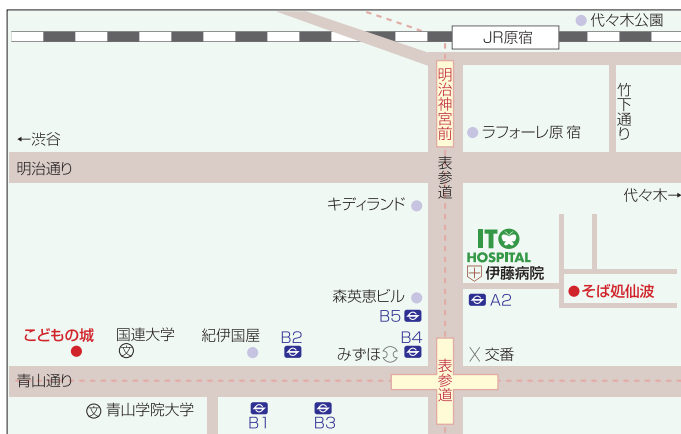 代々木公園
JR原宿
明治神宮前
竹下通り
ラフォーレ原宿
←渋谷
明治通り
表参道
代々木→
キディランド
ITO
HOSPITAL
伊藤病院
森英恵ビル
A2
そば処仙波
B5
こどもの城
国連大学
紀伊国屋
B2
B4
みずほ
交番
文
青山通り
表参道
文
青山学院大学
B1
B3